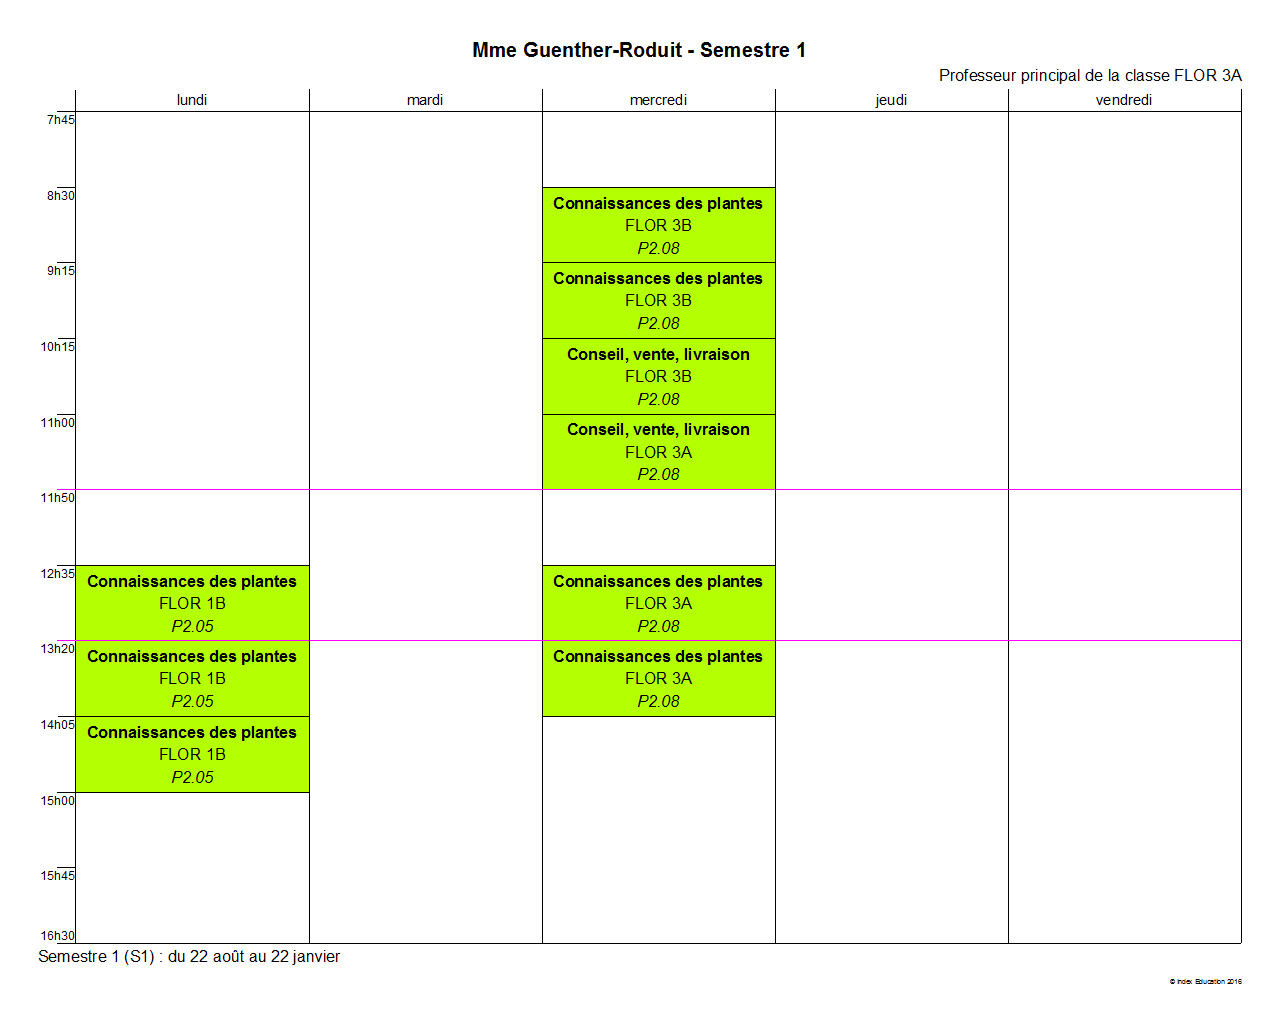 Mme Guenther-Roduit - Semestre 1
Professeur principal de la classe FLOR 3A
lundi mardi mercredi jeudi vendredi
7h45
8h30
Connaissances des plantes
FLOR 3B
P2.08
9h15
Connaissances des plantes
FLOR 3B
P2.08
10h15
Conseil, vente, livraison
FLOR 3B
P2.08
11h00
Conseil, vente, livraison
FLOR 3A
P2.08
11h50
12h35
Connaissances des plantes Connaissances des plantes
FLOR 1B FLOR 3A
P2.05 P2.08
13h20
Connaissances des plantes Connaissances des plantes
FLOR 1B FLOR 3A
P2.05 P2.08
14h05
Connaissances des plantes
FLOR 1B
P2.05
15h00
15h45
16h30
Semestre 1 (S1) : du 22 août au 22 janvier
© Index Education 2016